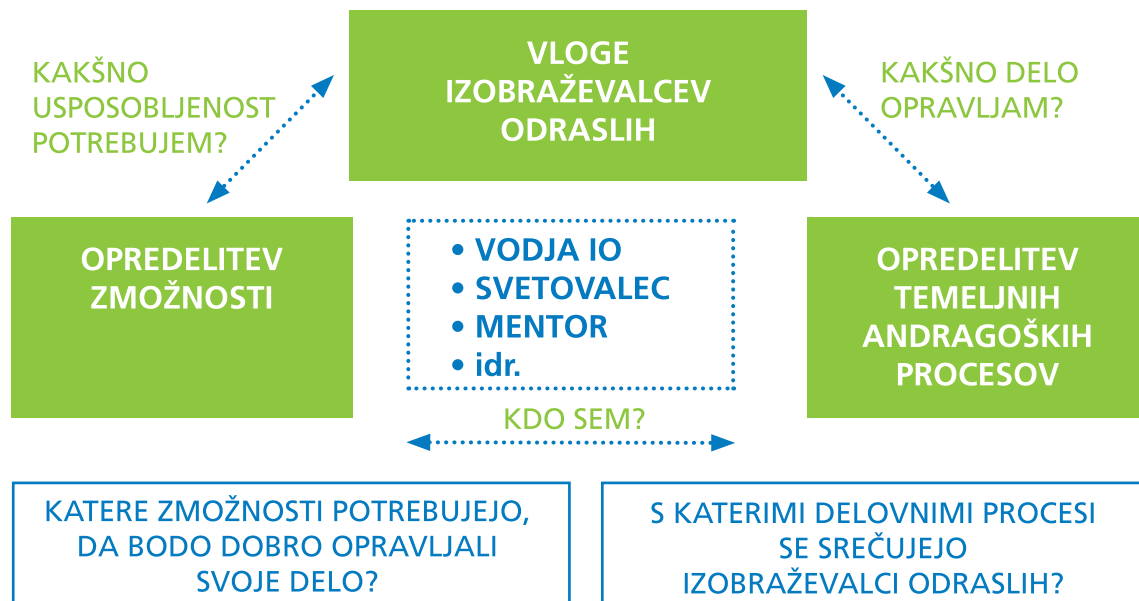 VLOGE
IZOBRAŽEVALCEV
ODRASLIH
KAKŠNO
USPOSOBLJENOST
POTREBUJEM?
KAKŠNO DELO
OPRAVLJAM?
OPREDELITEV
ZMOŽNOSTI
• VODJA IO
• SVETOVALEC
• MENTOR
• idr.
OPREDELITEV
TEMELJNIH
ANDRAGOŠKIH
PROCESOV
KDO SEM?
KATERE ZMOŽNOSTI POTREBUJEJO,
DA BODO DOBRO OPRAVLJALI
SVOJE DELO?
S KATERIMI DELOVNIMI PROCESI
SE SREČUJEJO
IZOBRAŽEVALCI ODRASLIH?